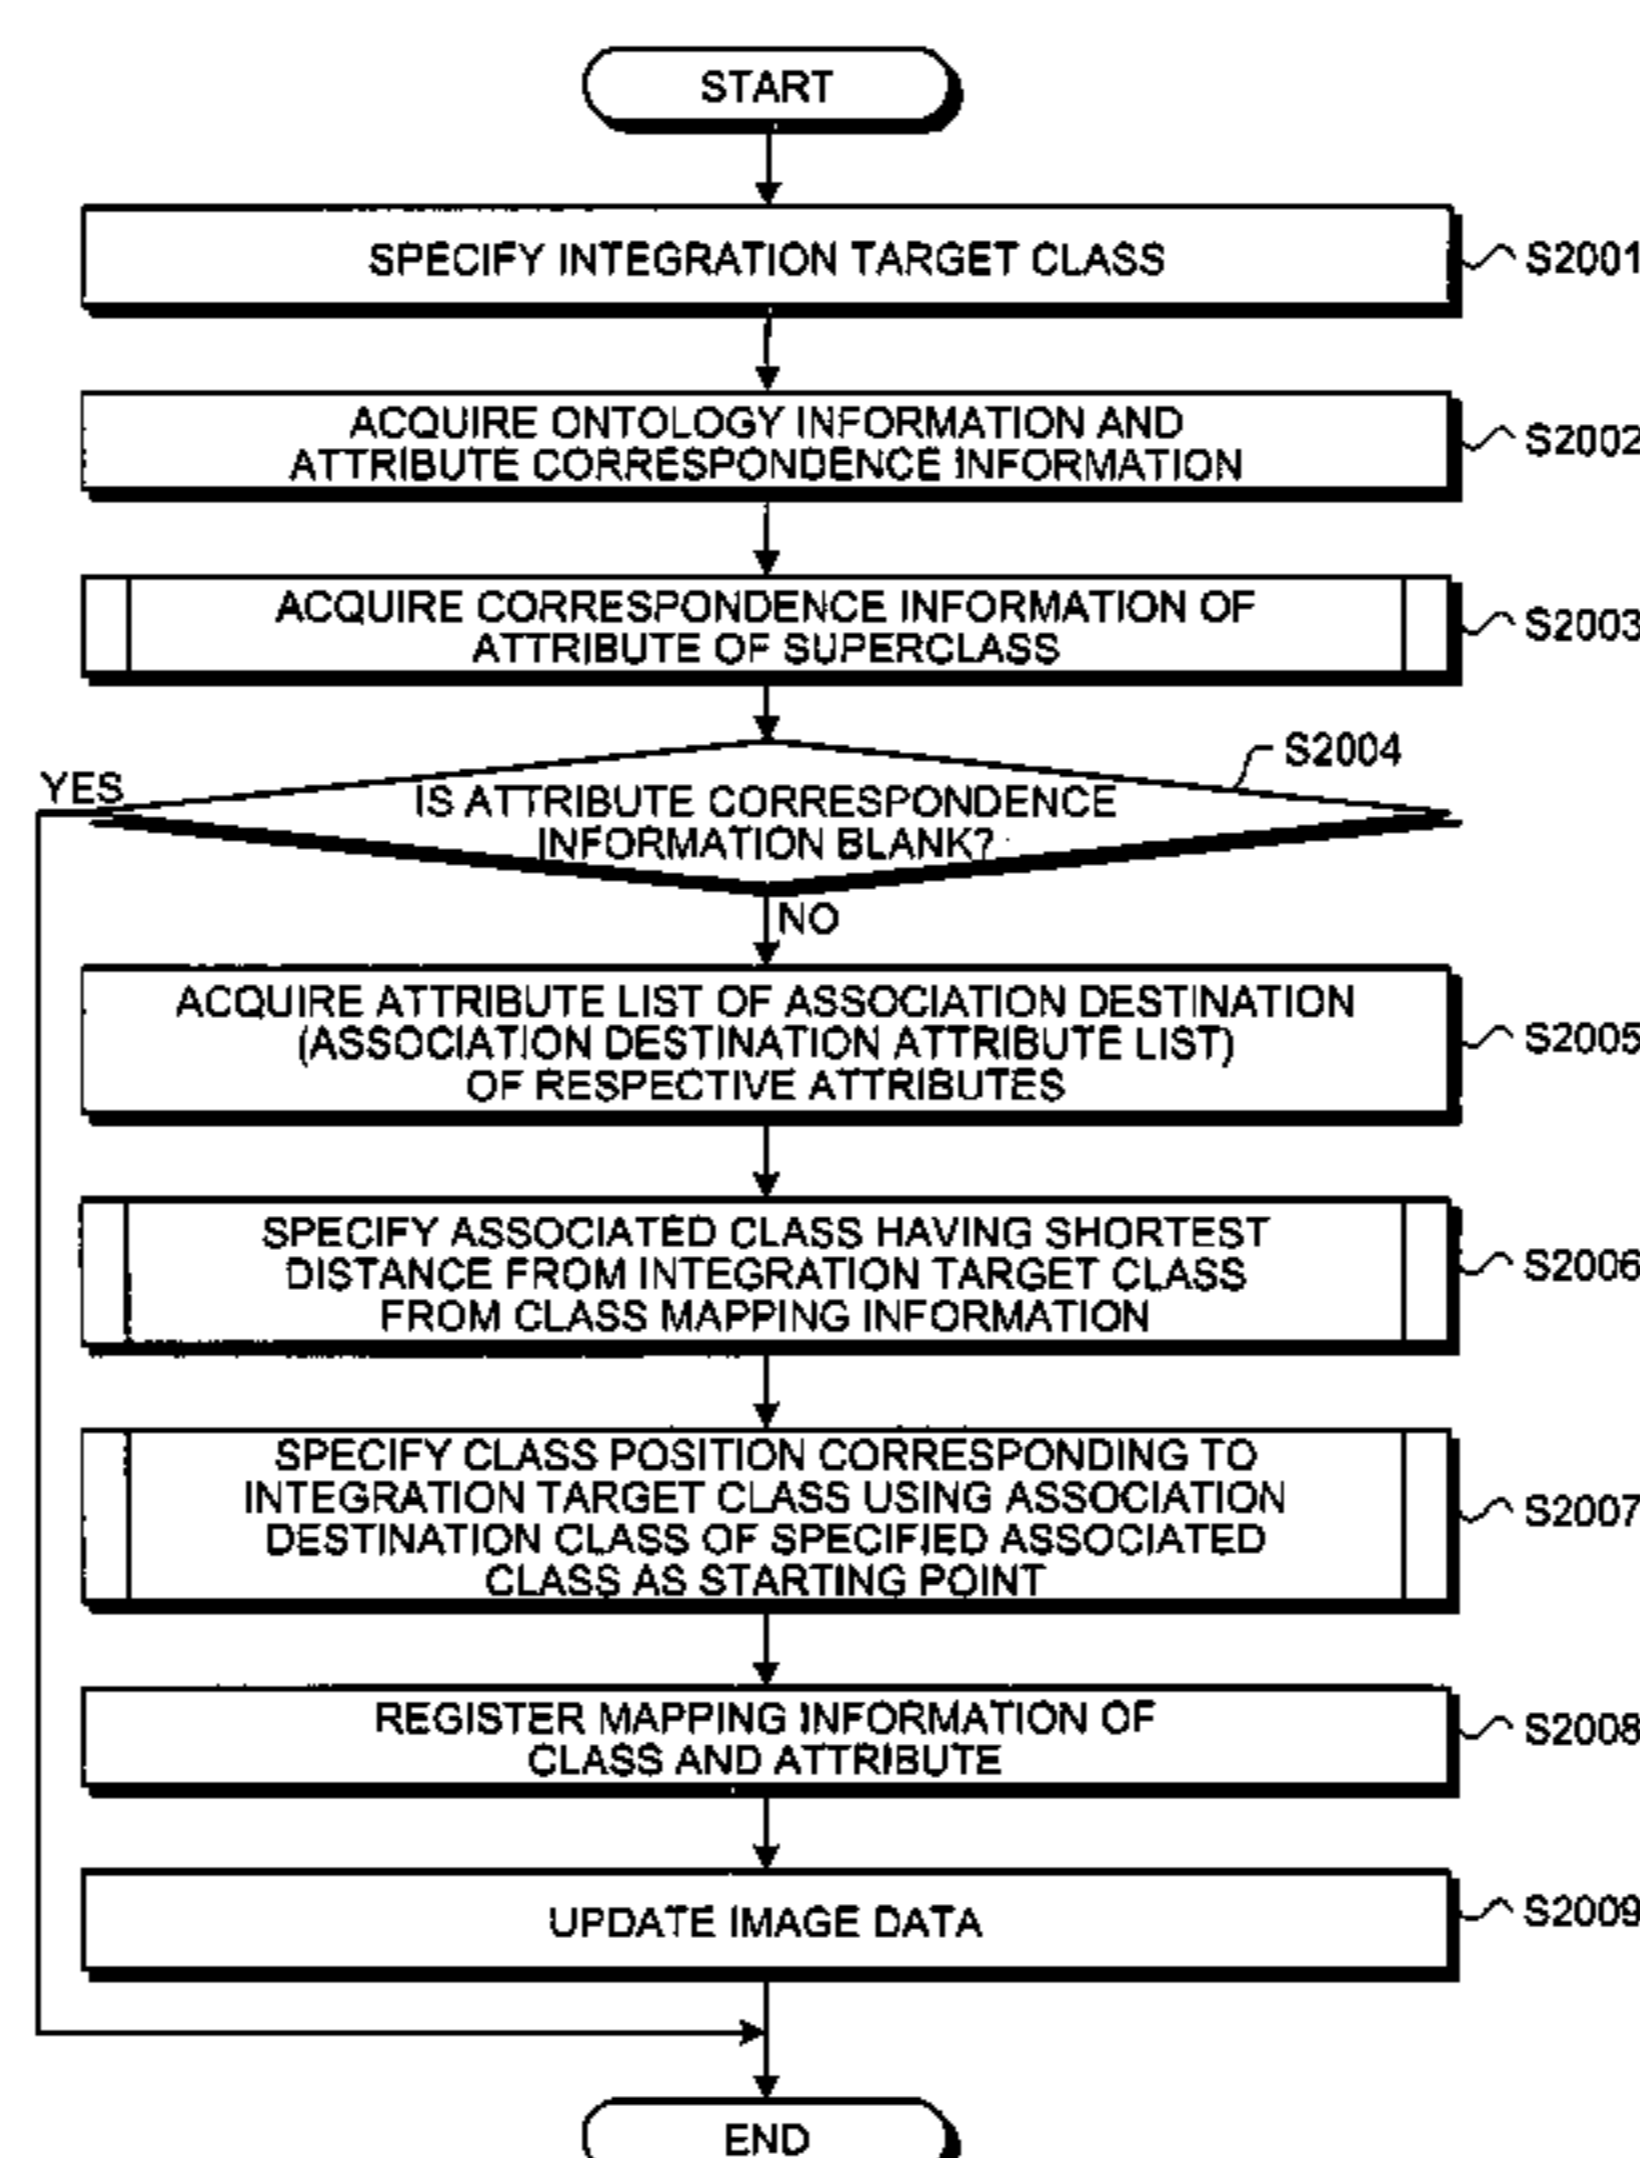 START
SPECIFY INTEGRATION TARGET CLASS
S2001
ACQUIRE ONTOLOGY INFORMATION AND
ATTRIBUTE CORRESPONDENCE INFORMATION
S2002
ACQUIRE CORRESPONDENCE INFORMATION OF
ATTRIBUTE OF SUPERCLASS
S2003
S2004
YES
IS ATTRIBUTE CORRESPONDENCE
INFORMATION BLANK?
NO
ACQUIRE ATTRIBUTE LIST OF ASSOCIATION DESTINATION
(ASSOCIATION DESTINATION ATTRIBUTE LIST)
OF RESPECTIVE ATTRIBUTES
S2005
SPECIFY ASSOCIATED CLASS HAVING SHORTEST
DISTANCE FROM INTEGRATION TARGET CLASS
FROM CLASS MAPPING INFORMATION
S2006
SPECIFY CLASS POSITION CORRESPONDING TO
INTEGRATION TARGET CLASS USING ASSOCIATION
DESTINATION CLASS OF SPECIFIED ASSOCIATED
CLASS AS STARTING POINT
S2007
REGISTER MAPPING INFORMATION OF
CLASS AND ATTRIBUTE
S2008
UPDATE IMAGE DATA
S2009
END